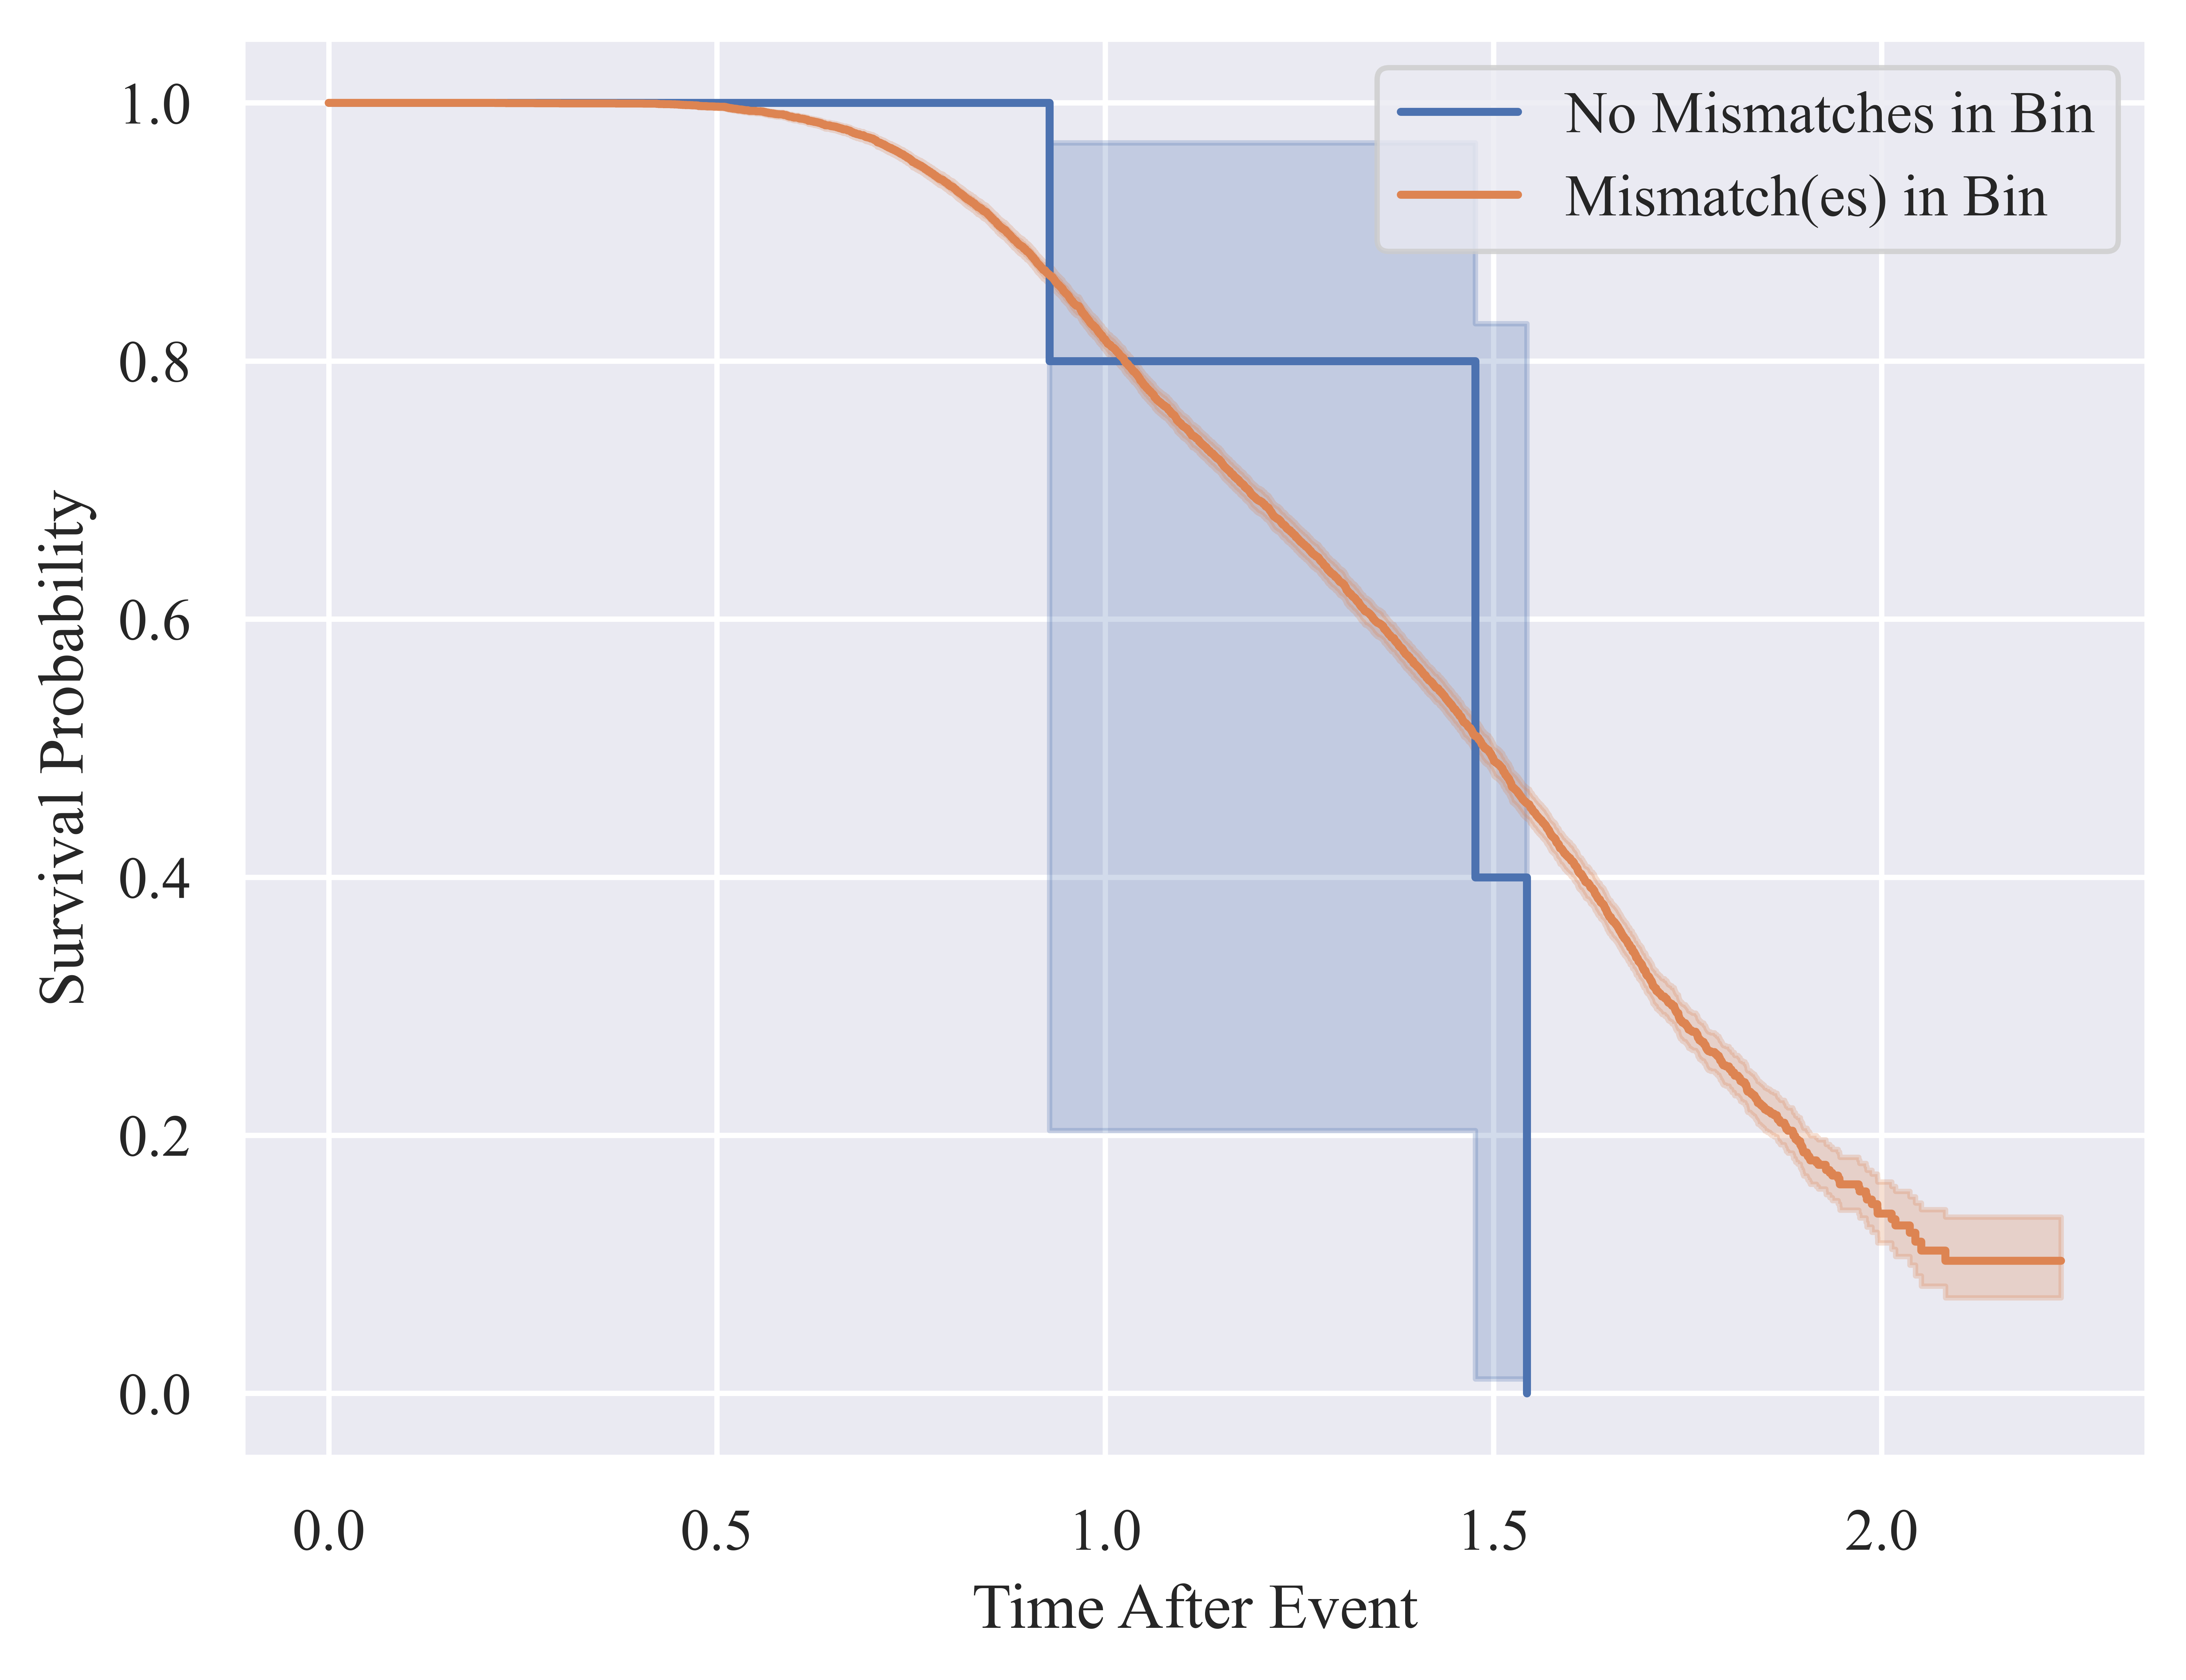 No Mismatches in Bin
Mismatch(es) in Bin
1.0
0.8
0.6
0.4
0.2
0.0
Survival Probability
0.0 0.5 1.0 1.5 2.0
Time After Event